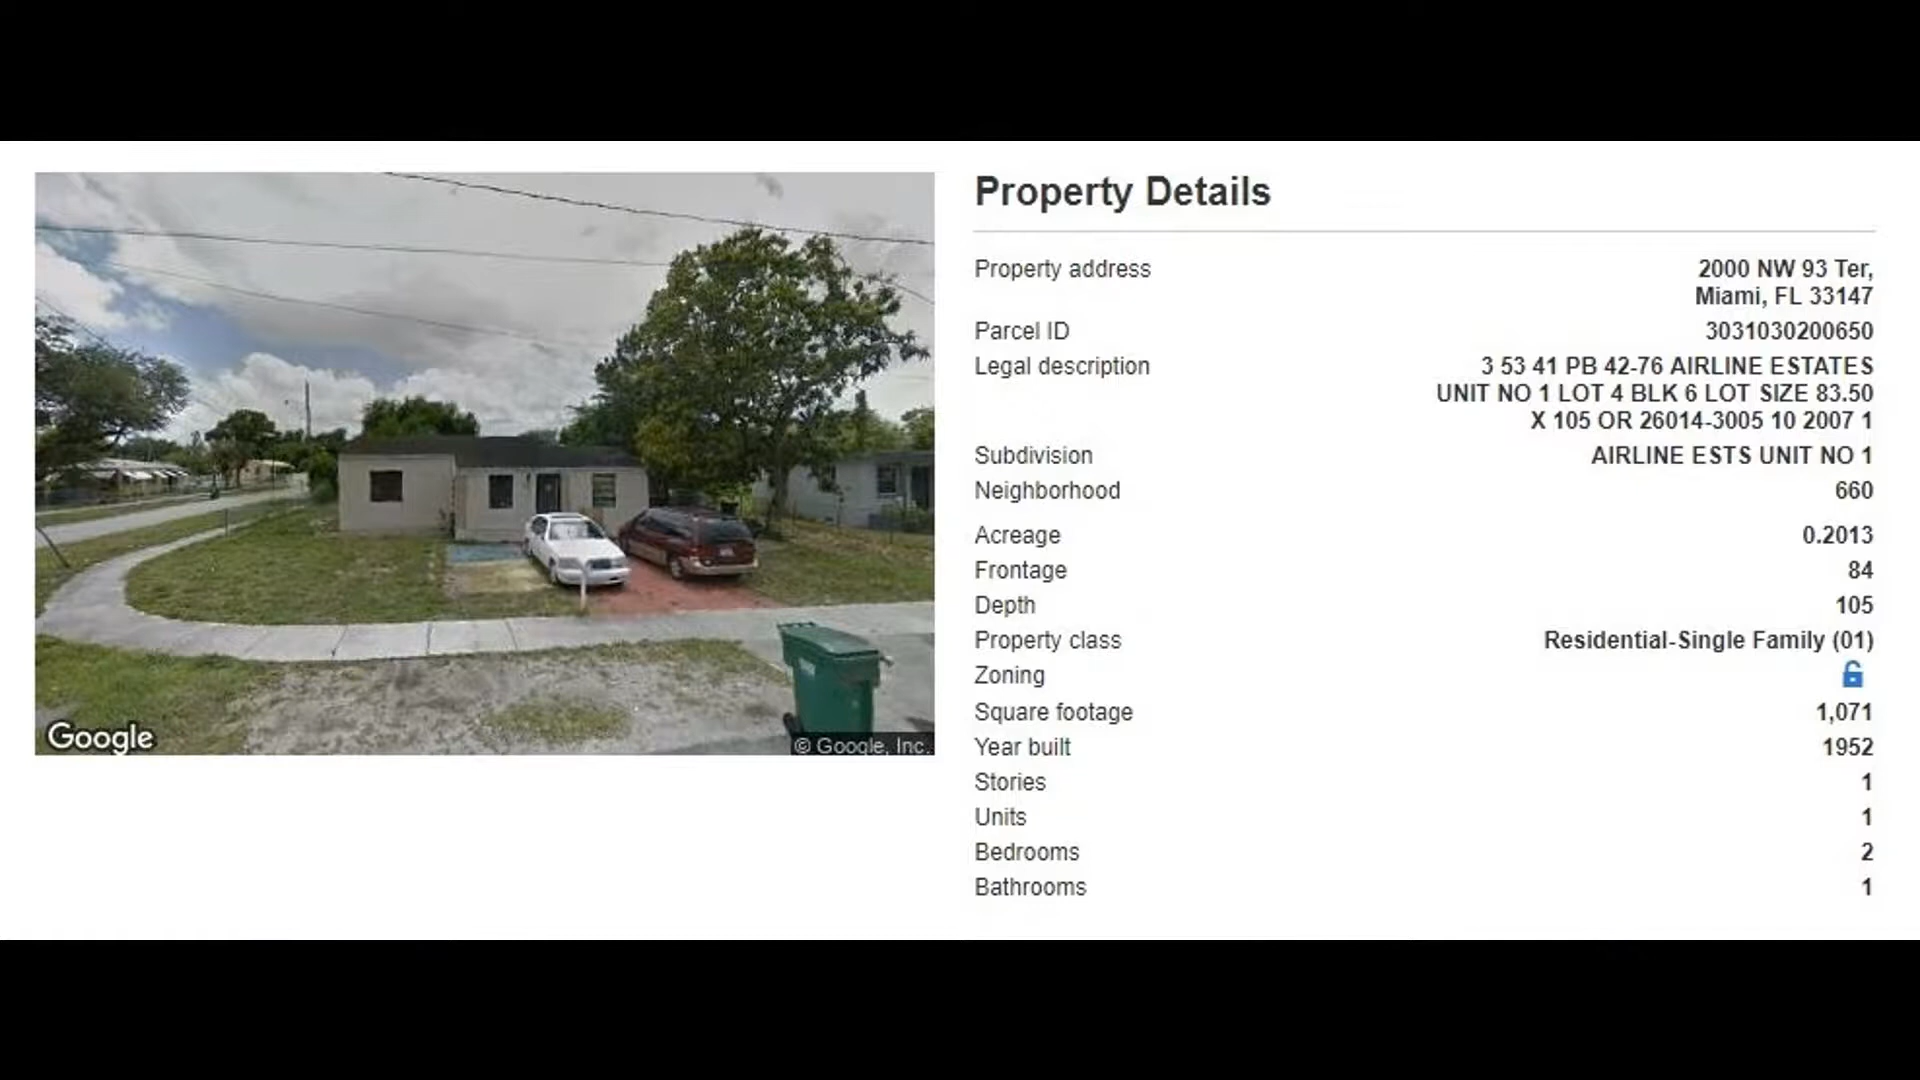 Property Details
Property address 2000 NW 93 Ter,
Miami, FL 33147
Parcel ID 3031030200650
Legal description 3 53 41 PB 42-76 AIRLINE ESTATES
UNIT NO 1 LOT 4 BLK 6 LOT SIZE 83.50
X 105 OR 26014-3005 10 2007 1
Subdivision AIRLINE ESTS UNIT NO 1
Neighborhood 660
Acreage 0.2013
Frontage 84
Depth 105
Property class Residential-Single Family (01)
Zoning
Square footage 1,071
Year built 1952
Stories 1
Units 1
Bedrooms 2
Bathrooms 1
Google
© Google, Inc.